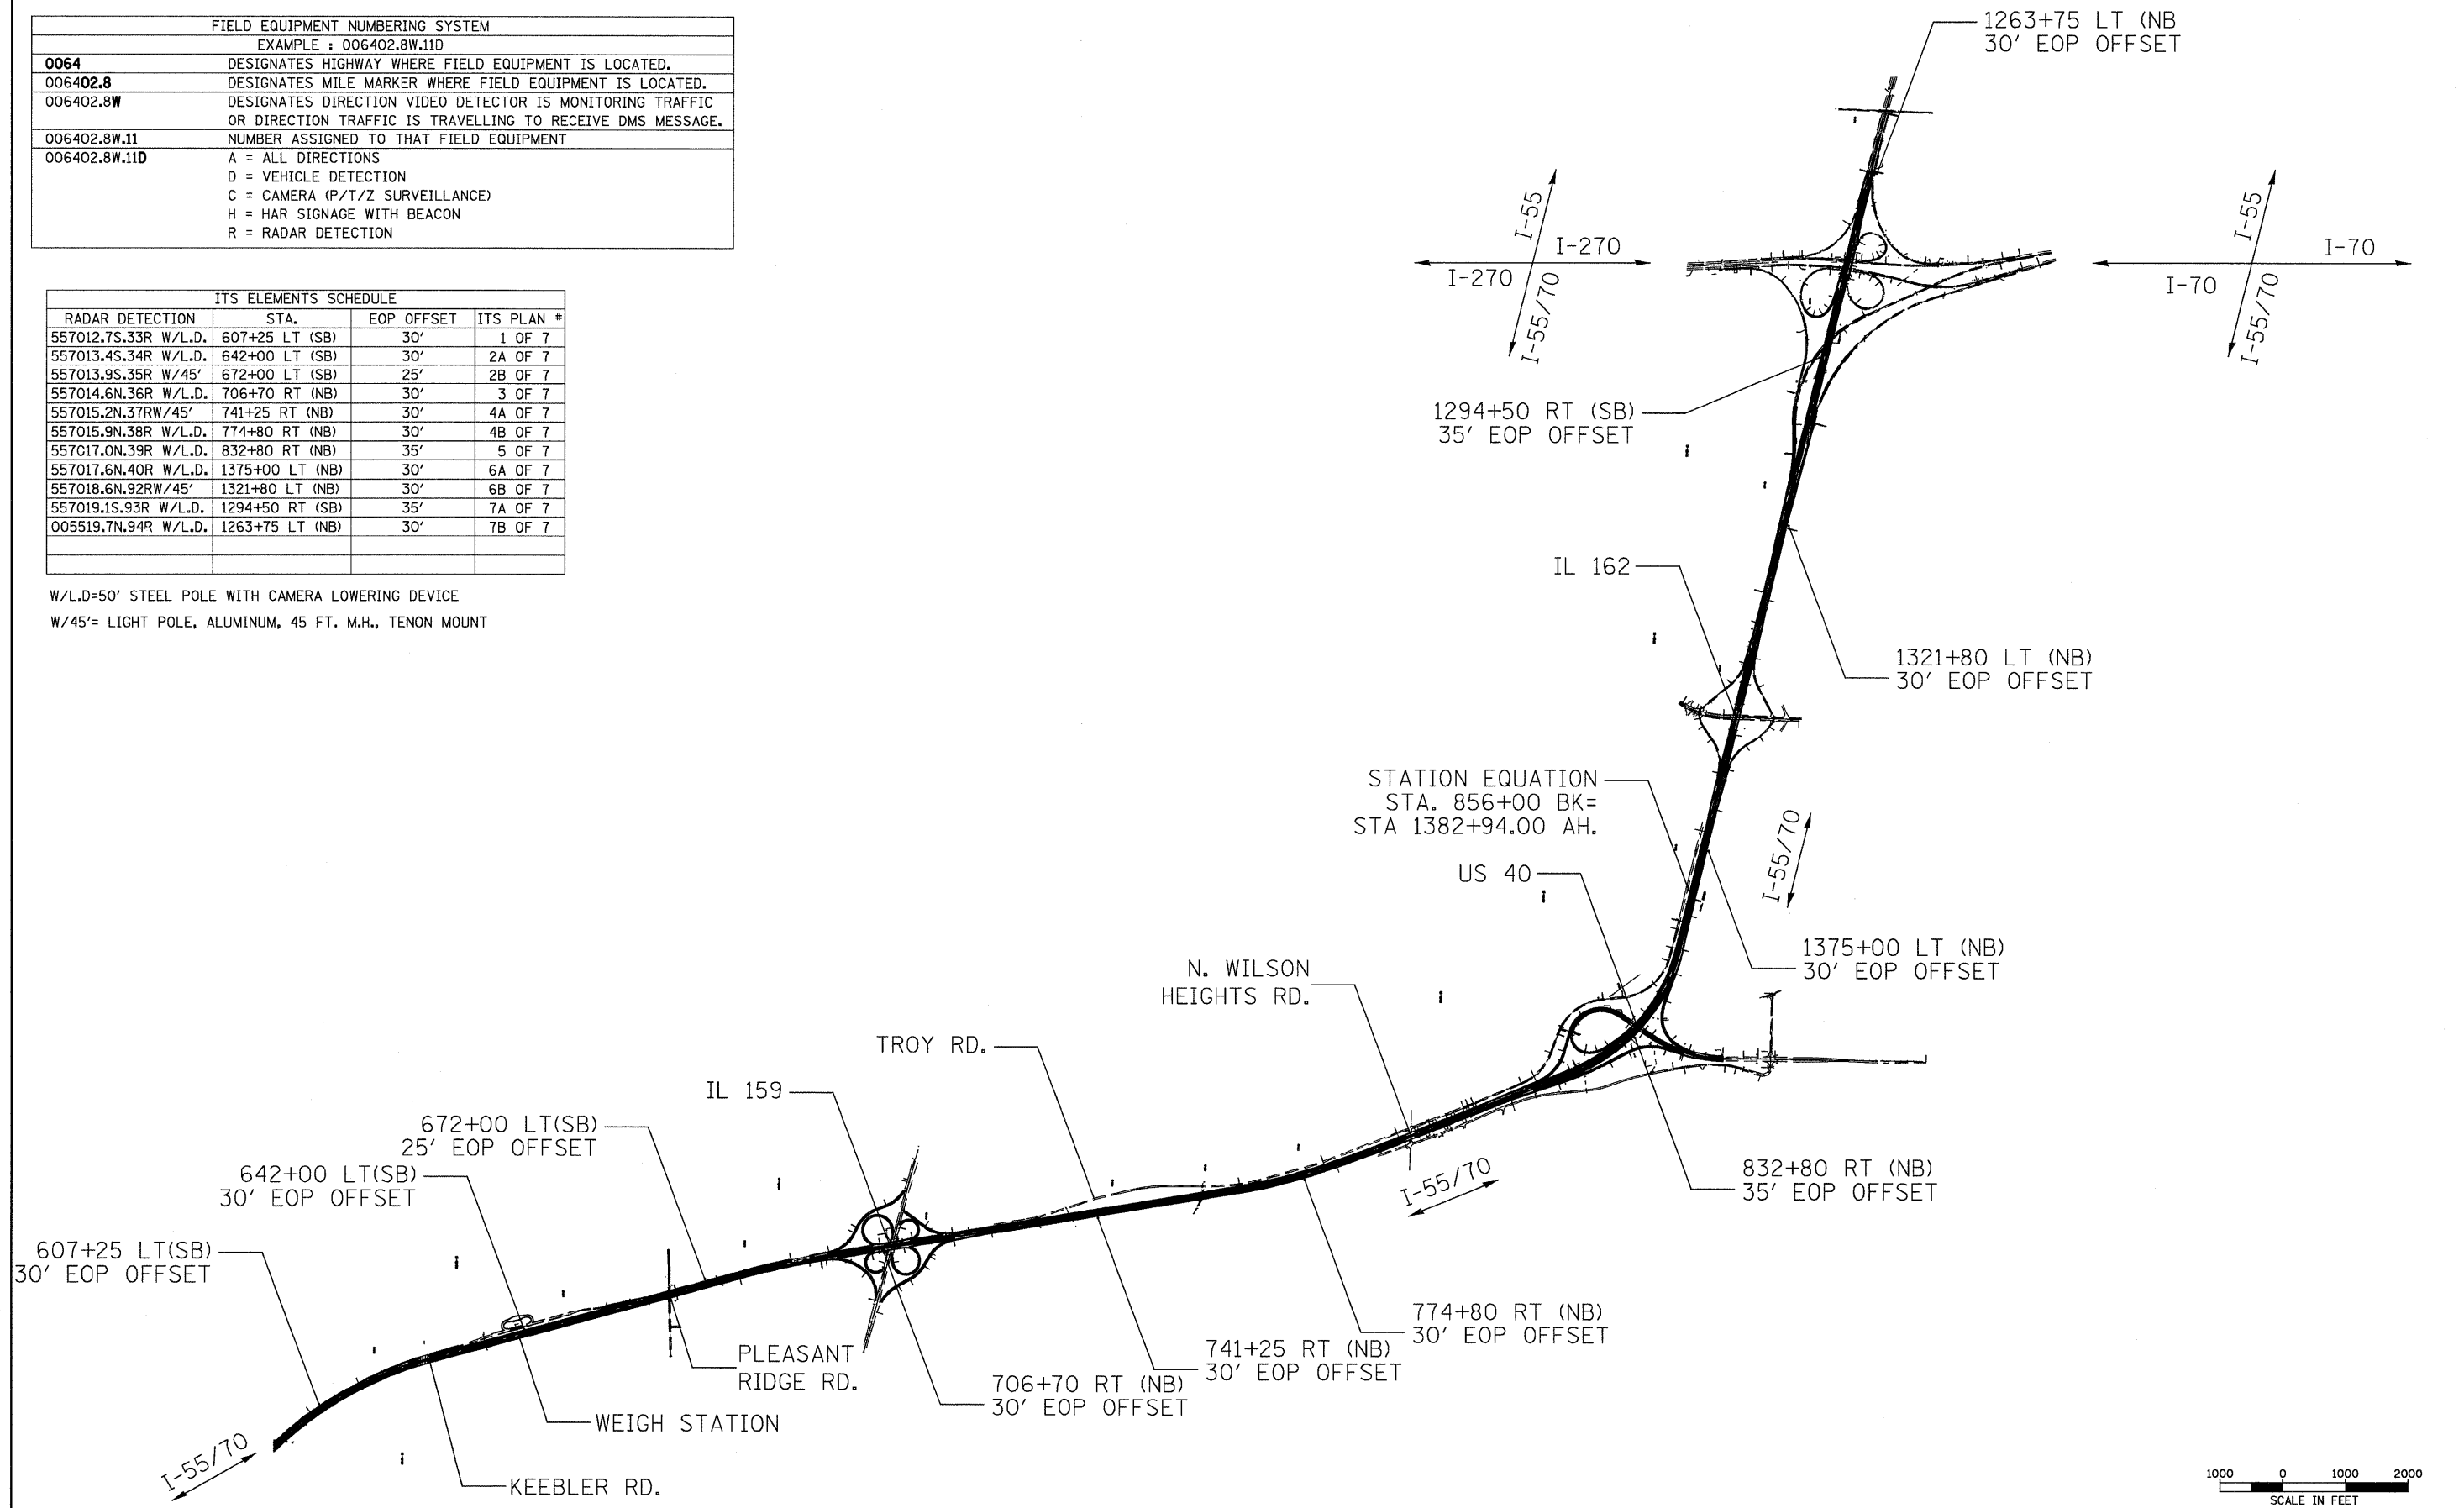 FIELD EQUIPMENT NUMBERING SYSTEM
EXAMPLE : 006402.8W.11D
0064 DESIGNATES HIGHWAY WHERE FIELD EQUIPMENT IS LOCATED.
006402.8 DESIGNATES MILE MARKER WHERE FIELD EQUIPMENT IS LOCATED.
006402.8W DESIGNATES DIRECTION VIDEO DETECTOR IS MONITORING TRAFFIC
OR DIRECTION TRAFFIC IS TRAVELLING TO RECEIVE DMS MESSAGE.
006402.8W.11 NUMBER ASSIGNED TO THAT FIELD EQUIPMENT
006402.8W.11D A = ALL DIRECTIONS
D = VEHICLE DETECTION
C = CAMERA (P/T/Z SURVEILLANCE)
H = HAR SIGNAGE WITH BEACON
R = RADAR DETECTION
ITS ELEMENTS SCHEDULE
RADAR DETECTION STA. EOP OFFSET ITS PLAN #
557012.7S.33R W/L.D. 607+25 LT (SB) 30' 1 OF 7
557013.4S.34R W/L.D. 642+00 LT (SB) 30' 2A OF 7
557013.9S.35R W/45' 672+00 LT (SB) 25' 2B OF 7
557014.6N.36R W/L.D. 706+70 RT (NB) 30' 3 OF 7
557015.2N.37RW/45' 741+25 RT (NB) 30' 4A OF 7
557015.9N.38R W/L.D. 774+80 RT (NB) 30' 4B OF 7
557017.0N.39R W/L.D. 832+80 RT (NB) 35' 5 OF 7
557017.6N.40R W/L.D. 1375+00 LT (NB) 30' 6A OF 7
557018.6N.92RW/45' 1321+80 LT (NB) 30' 6B OF 7
557019.1S.93R W/L.D. 1294+50 RT (SB) 35' 7A OF 7
005519.7N.94R W/L.D. 1263+75 LT (NB) 30' 7B OF 7
W/L.D=50' STEEL POLE WITH CAMERA LOWERING DEVICE
W/45'= LIGHT POLE, ALUMINUM, 45 FT. M.H., TENON MOUNT
1263+75 LT (NB
30' EOP OFFSET
I-55
I-270
I-270
I-55/70
I-55
I-70
I-70
I-55/70
1294+50 RT (SB)
35' EOP OFFSET
IL 162
1321+80 LT (NB)
30' EOP OFFSET
STATION EQUATION
STA. 856+00 BK=
STA 1382+94.00 AH.
I-55/70
US 40
1375+00 LT (NB)
30' EOP OFFSET
N. WILSON
HEIGHTS RD.
TROY RD.
IL 159
672+00 LT(SB)
25' EOP OFFSET
642+00 LT(SB)
30' EOP OFFSET
607+25 LT(SB)
30' EOP OFFSET
I-55/70
832+80 RT (NB)
35' EOP OFFSET
774+80 RT (NB)
30' EOP OFFSET
741+25 RT (NB)
30' EOP OFFSET
706+70 RT (NB)
30' EOP OFFSET
PLEASANT
RIDGE RD.
WEIGH STATION
KEEBLER RD.
I-55/70
1000 0 1000 2000
SCALE IN FEET